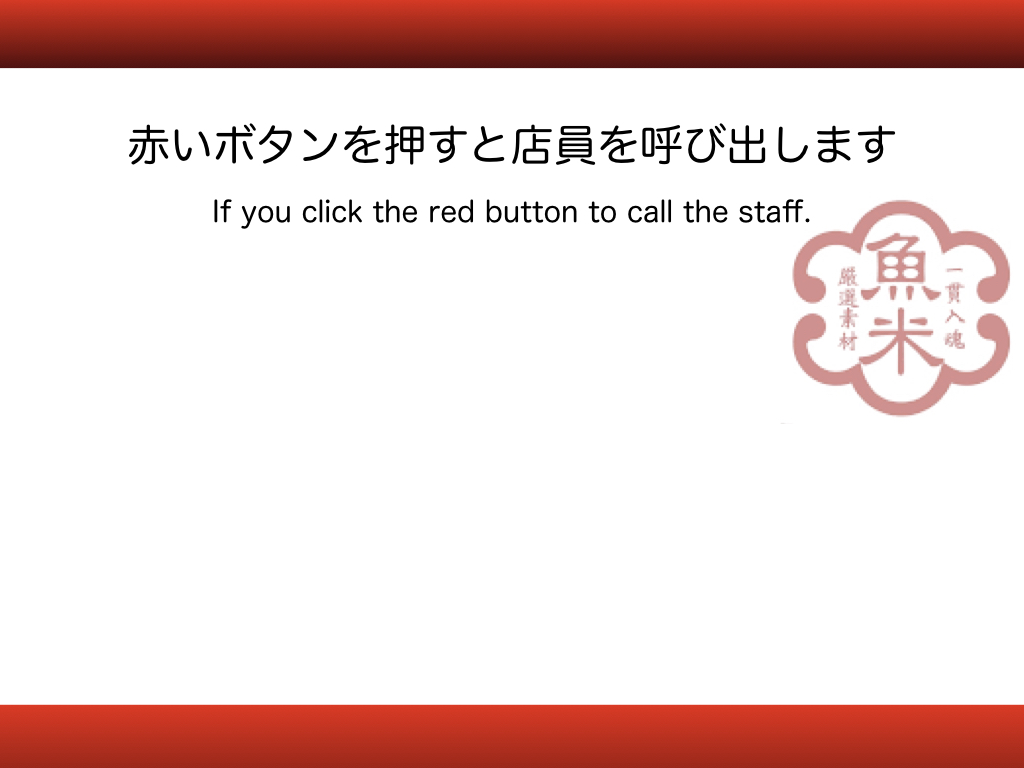 赤いボタンを押すと店員を呼び出します
If you click the red button to call the staff.
一貫入魂
魚米
厳選素材